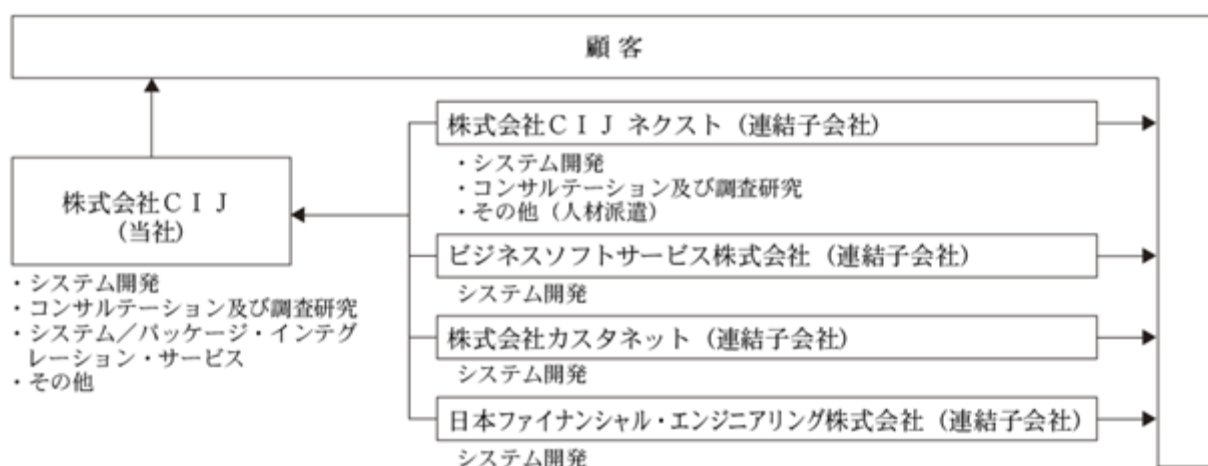 顧 客
株式会社ＣＩＪ
（当社）
・システム開発
・コンサルテーション及び調査研究
・システム／パッケージ・インテグ
レーション・サービス
・その他
株式会社ＣＩＪ ネクスト（連結子会社）
・システム開発
・コンサルテーション及び調査研究
・その他（人材派遣）
ビジネスソフトサービス株式会社（連結子会社）
システム開発
株式会社カスタネット（連結子会社）
システム開発
日本ファイナンシャル・エンジニアリング株式会社（連結子会社）
システム開発